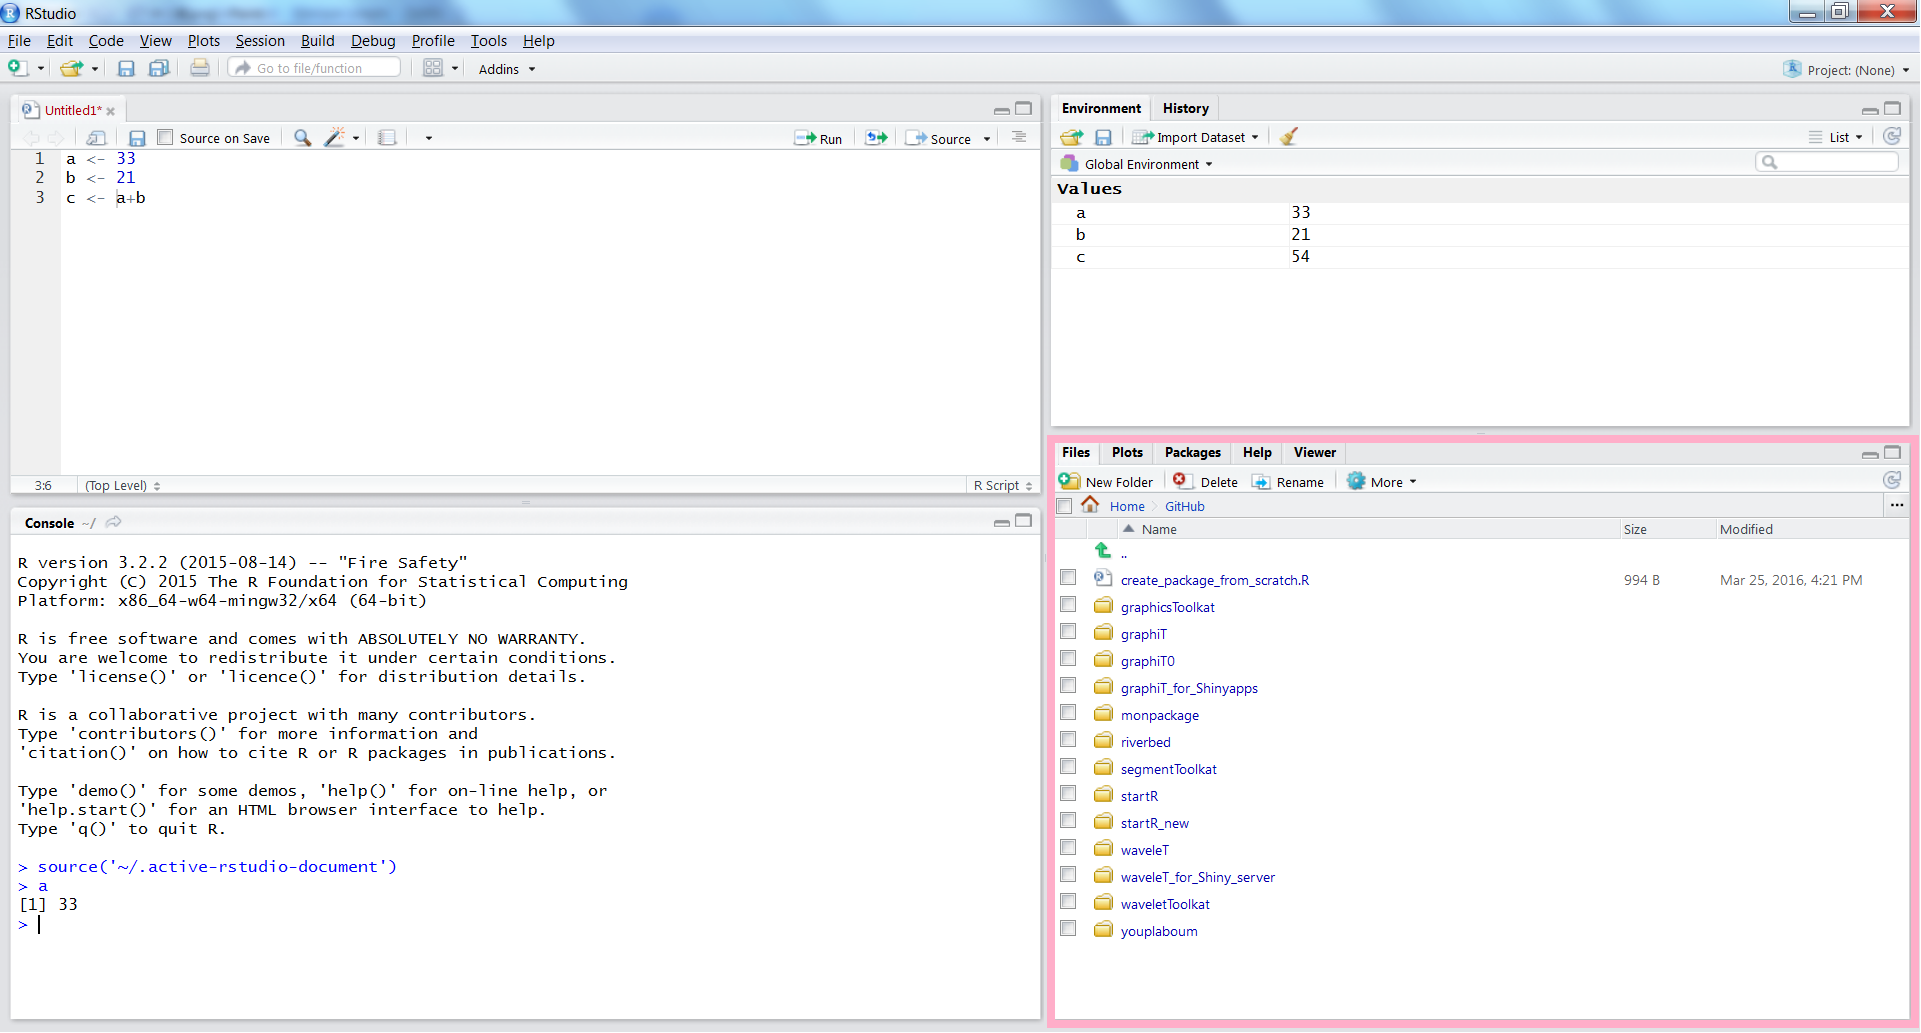 RStudio
File Edit Code View Plots Session Build Debug Profile Tools Help
Go to file/function Addins Project: (None)
Untitled1*
Source on Save Run Source
1 a <- 33
2 b <- 21
3 c <- a+b
3:6 (Top Level) R Script
Console ~/
R version 3.2.2 (2015-08-14) -- "Fire Safety"
Copyright (C) 2015 The R Foundation for Statistical Computing
Platform: x86_64-w64-mingw32/x64 (64-bit)
R is free software and comes with ABSOLUTELY NO WARRANTY.
You are welcome to redistribute it under certain conditions.
Type 'license()' or 'licence()' for distribution details.
R is a collaborative project with many contributors.
Type 'contributors()' for more information and
'citation()' on how to cite R or R packages in publications.
Type 'demo()' for some demos, 'help()' for on-line help, or
'help.start()' for an HTML browser interface to help.
Type 'q()' to quit R.
> source('~/.active-rstudio-document')
> a
[1] 33
>
Environment History
Import Dataset List
Global Environment
Values
a 33
b 21
c 54
Files Plots Packages Help Viewer
New Folder Delete Rename More
Home GitHub ...
Name Size Modified
..
create_package_from_scratch.R 994 B Mar 25, 2016, 4:21 PM
graphicsToolkat
graphiT
graphiT0
graphiT_for_Shinyapps
monpackage
riverbed
segmentToolkat
startR
startR_new
waveleT
waveleT_for_Shiny_server
waveletToolkat
youplaboum